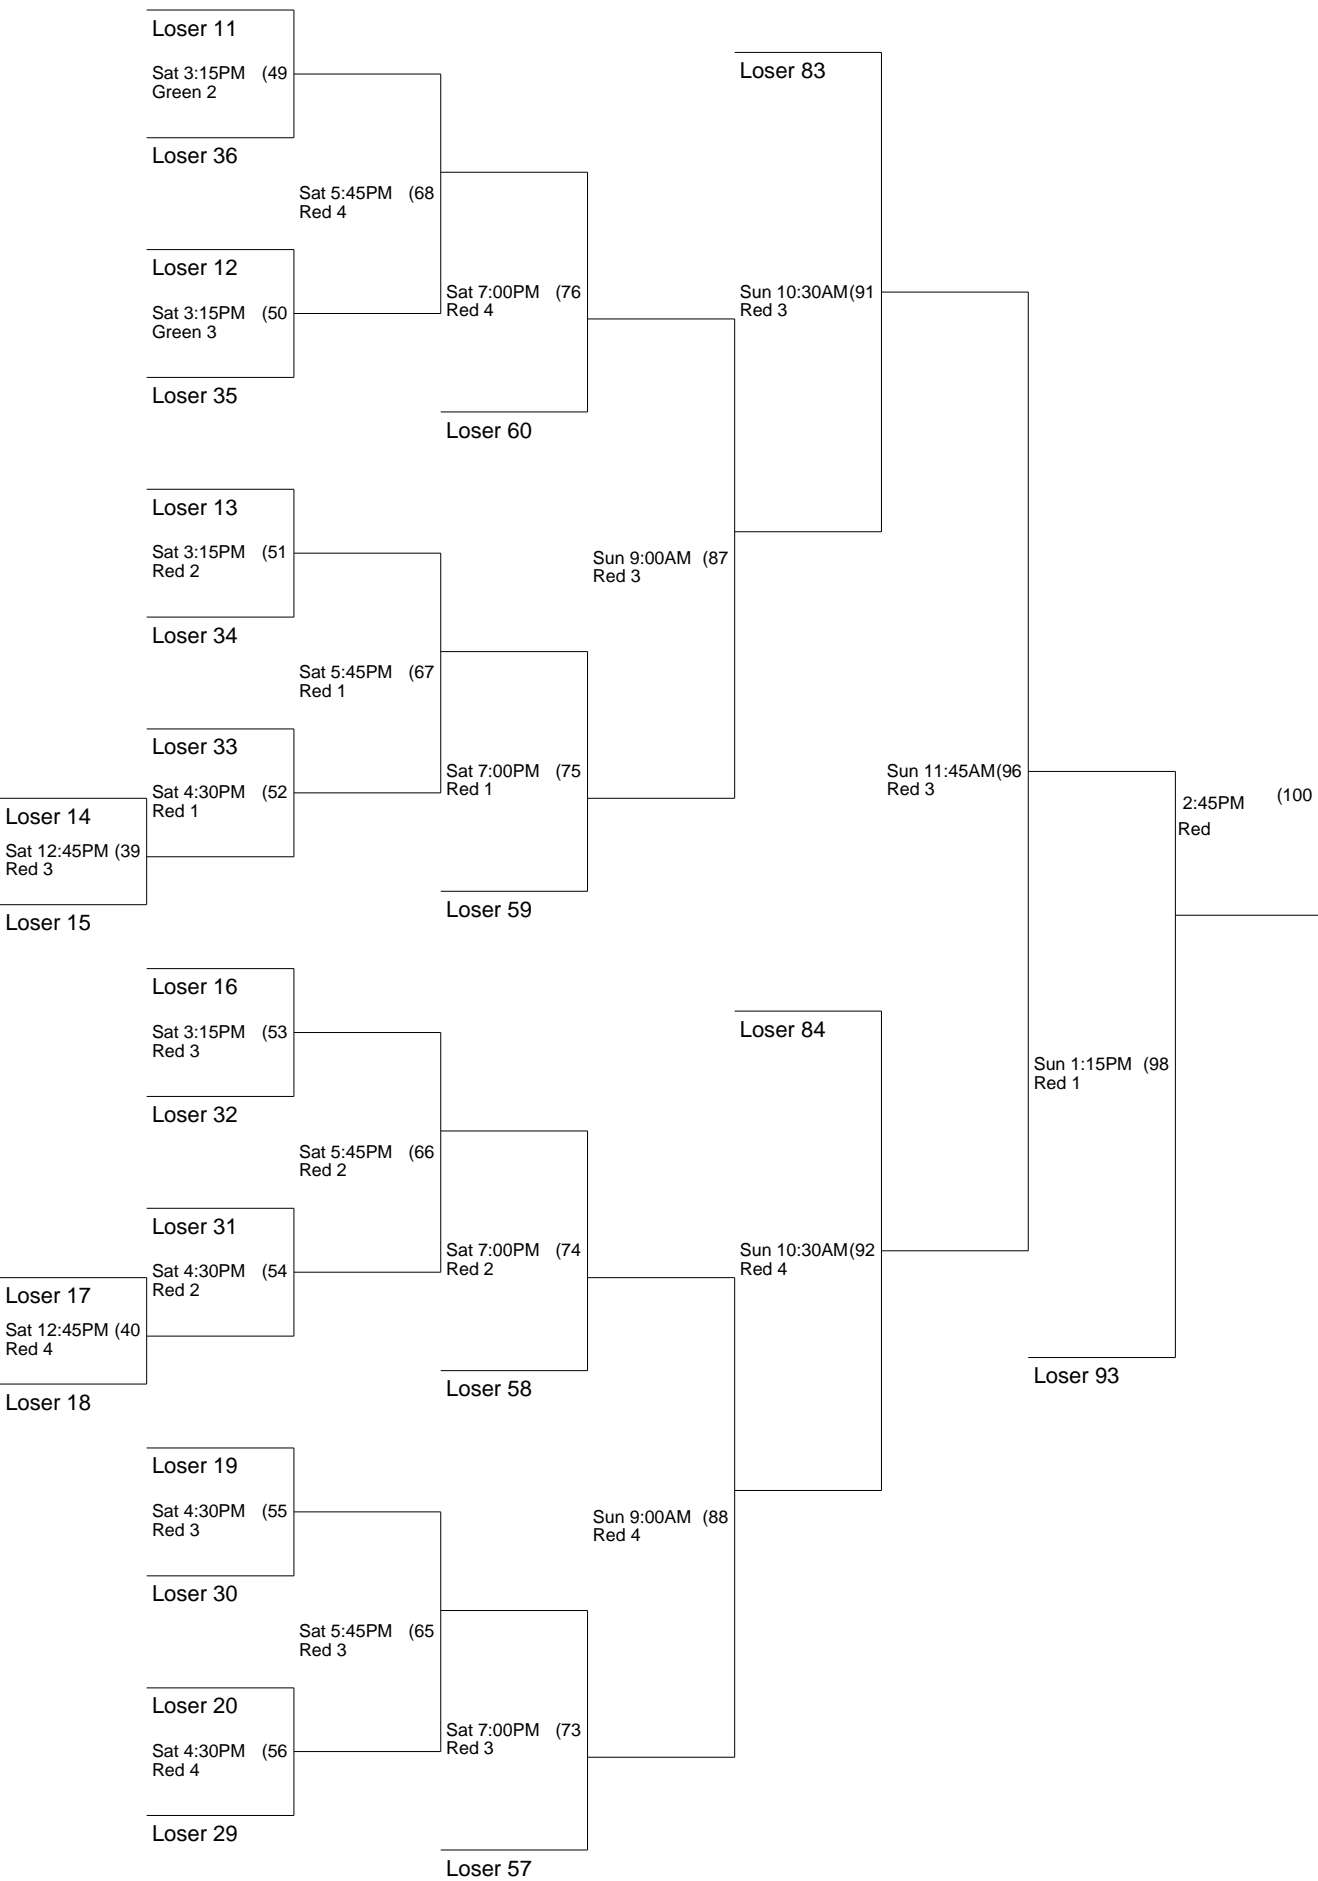 Loser 11
Sat 3:15PM (49
Green 2
Loser 36
Sat 5:45PM (68
Red 4
Loser 12
Sat 3:15PM (50
Green 3
Loser 35
Sat 7:00PM (76
Red 4
Loser 60
Loser 83
Sun 10:30AM(91
Red 3
Loser 13
Sat 3:15PM (51
Red 2
Loser 34
Sun 9:00AM (87
Red 3
Sat 5:45PM (67
Red 1
Loser 33
Sat 4:30PM (52
Red 1
Loser 14
Sat 12:45PM (39
Red 3
Loser 15
Sat 7:00PM (75
Red 1
Loser 59
Sun 11:45AM(96
Red 3
2:45PM (100
Red
Loser 16
Sat 3:15PM (53
Red 3
Loser 32
Loser 84
Sun 1:15PM (98
Red 1
Sat 5:45PM (66
Red 2
Loser 31
Sat 4:30PM (54
Red 2
Loser 17
Sat 12:45PM (40
Red 4
Loser 18
Sat 7:00PM (74
Red 2
Loser 58
Sun 10:30AM(92
Red 4
Loser 93
Loser 19
Sat 4:30PM (55
Red 3
Loser 30
Sun 9:00AM (88
Red 4
Sat 5:45PM (65
Red 3
Loser 20
Sat 4:30PM (56
Red 4
Loser 29
Sat 7:00PM (73
Red 3
Loser 57